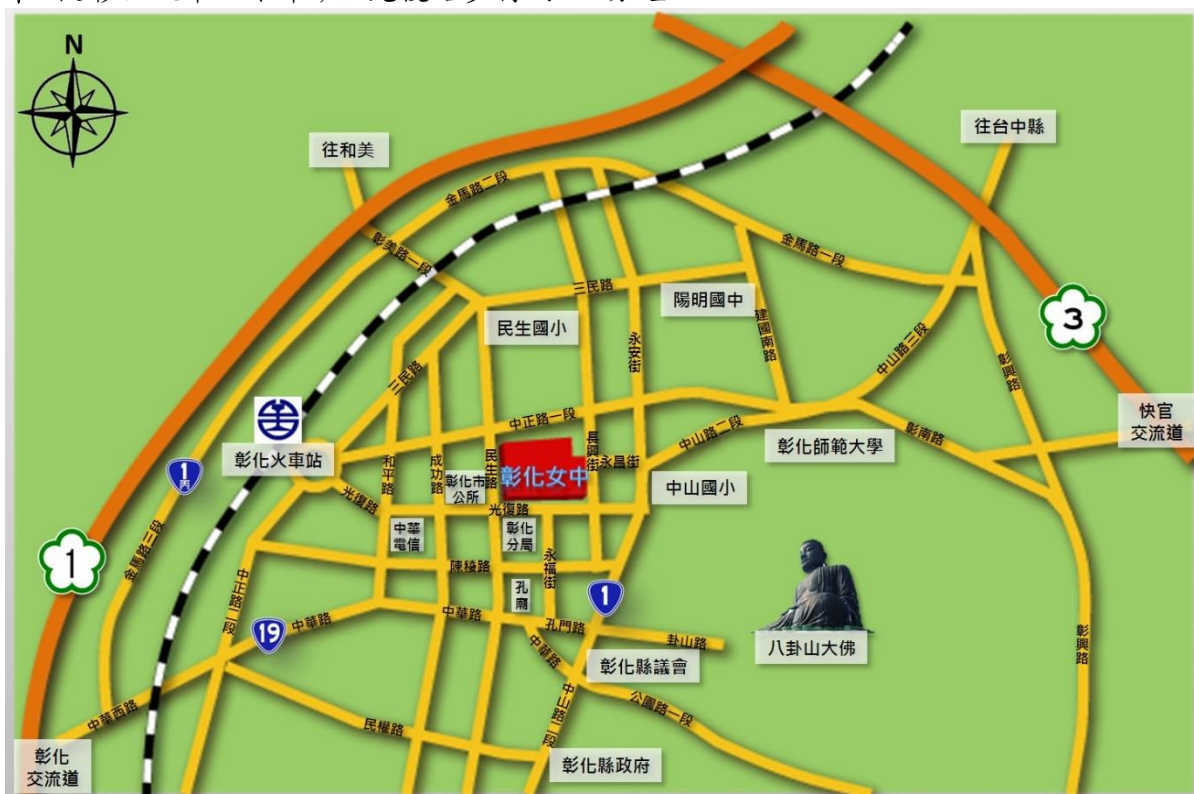 N
往和美
往台中縣
金馬路二段
彰美路一段
金馬路一段
三民路
陽明國中
3
民生國小
永安街
建國南路
中山路三段
彰興路
三民路
快官
交流道
中正路一段
彰化火車站
長興街
中山路二段
彰化師範大學
彰南路
1丙
和平路
成功路
彰化市
公所
民生路
彰化女中
永昌街
中山國小
光復路
光復路
中華
電信
彰化
分局
永福街
1
金馬路三段
陳稜路
孔
廟
1
中正路二段
19
中華路
中華路
孔門路
卦山路
八卦山大佛
彰興路
中華路
彰化縣議會
中華西路
公園路一段
民權路
中山路二段
彰化
交流道
彰化縣政府